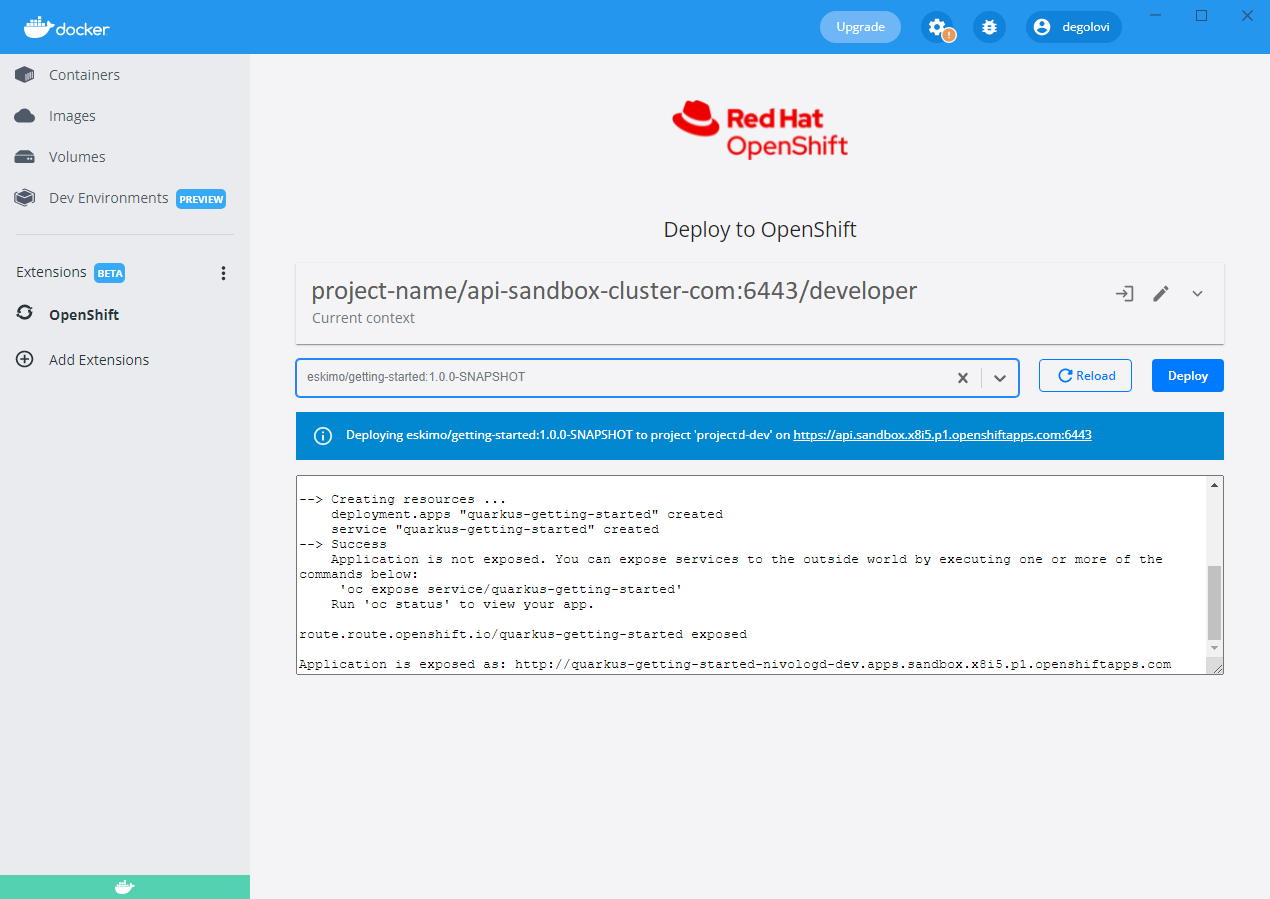 docker
Upgrade
degolovi
Containers
Images
Volumes
Dev Environments PREVIEW
Extensions BETA
OpenShift
Add Extensions
Red Hat
OpenShift
Deploy to OpenShift
project-name/api-sandbox-cluster-com:6443/developer
Current context
eskimo/getting-started:1.0.0-SNAPSHOT
Reload
Deploy
Deploying eskimo/getting-started:1.0.0-SNAPSHOT to project 'projectd-dev' on https://api.sandbox.x8i5.p1.openshiftapps.com:6443
--> Creating resources ...
deployment.apps "quarkus-getting-started" created
service "quarkus-getting-started" created
--> Success
Application is not exposed. You can expose services to the outside world by executing one or more of the
commands below:
'oc expose service/quarkus-getting-started'
Run 'oc status' to view your app.
route.route.openshift.io/quarkus-getting-started exposed
Application is exposed as: http://quarkus-getting-started-nivologd-dev.apps.sandbox.x8i5.p1.openshiftapps.com